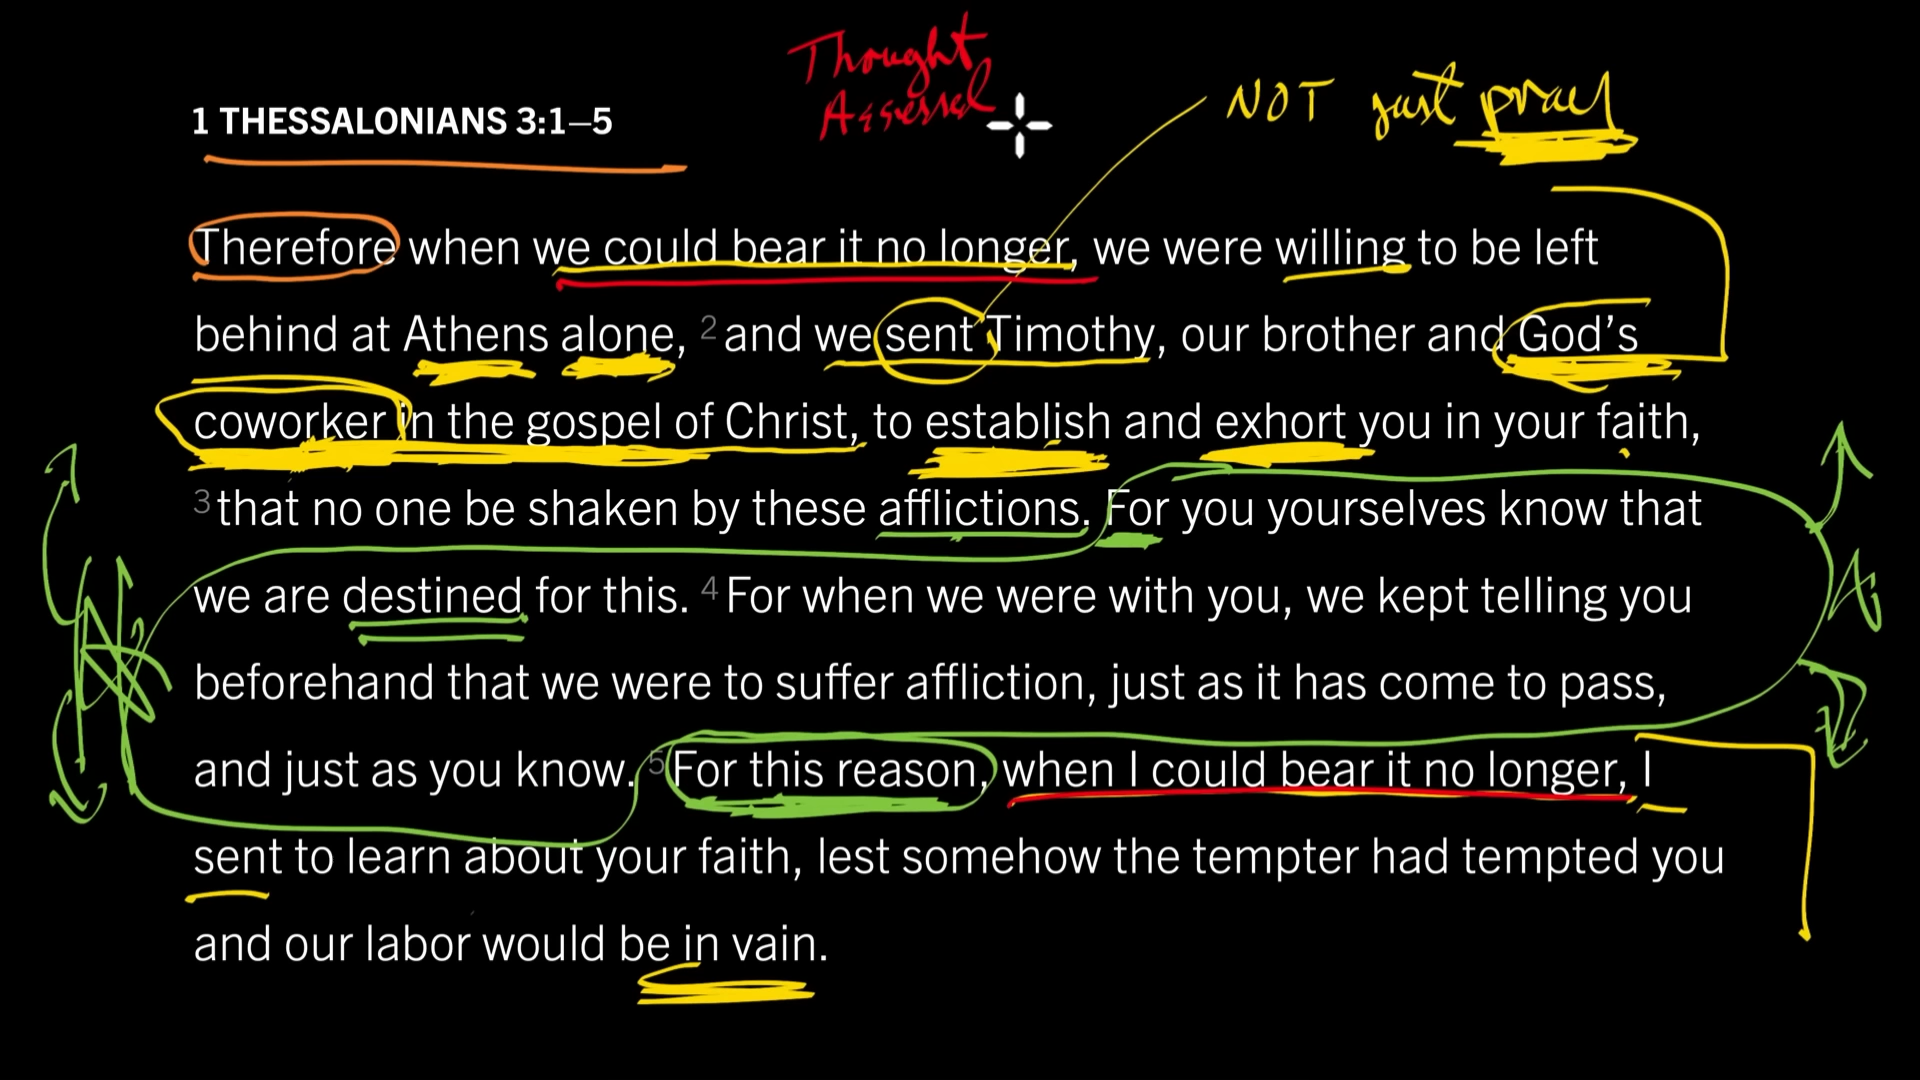 Thought
Assessed
NOT just pray
1 THESSALONIANS 3:1–5
Therefore when we could bear it no longer, we were willing to be left
behind at Athens alone, 2 and we sent Timothy, our brother and God's
coworker in the gospel of Christ, to establish and exhort you in your faith,
3 that no one be shaken by these afflictions. For you yourselves know that
we are destined for this. 4 For when we were with you, we kept telling you
beforehand that we were to suffer affliction, just as it has come to pass,
and just as you know. 5 For this reason, when I could bear it no longer, I
sent to learn about your faith, lest somehow the tempter had tempted you
and our labor would be in vain.